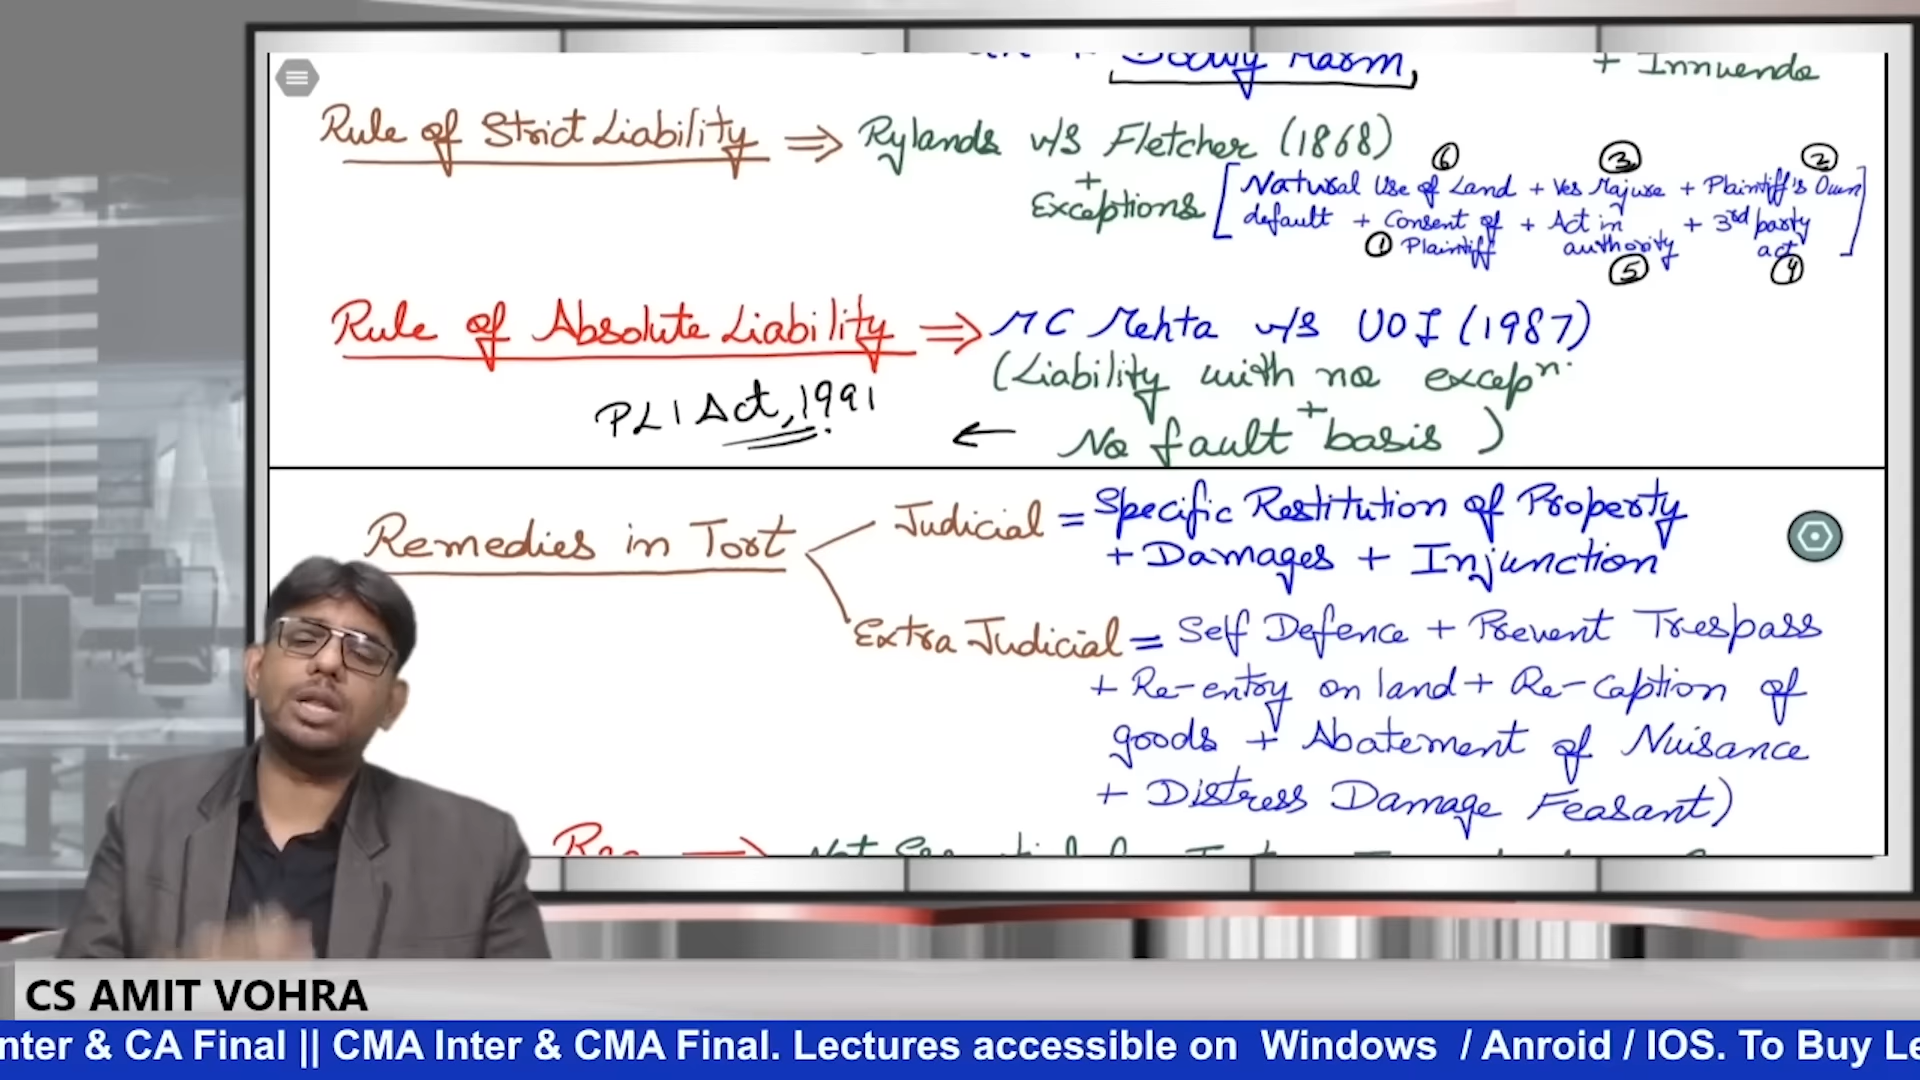 Bodily Harm,
+ Innuendo
Rule of Strict Liability ⇒ Rylands v/s Fletcher (1868)
+
Exceptions
6 3 2
[Natural Use of Land + Ves Majure + Plaintiff's Own
default + Consent of + Act in + 3rd party
1 Plaintiff authority act]
5 4
Rule of Absolute Liability ⇒ MC Mehta v/s UOI (1987)
(Liability with no excepn.
+
PLI Act, 1991 ← No fault basis)
Remedies in Tort
Judicial = Specific Restitution of Property
+ Damages + Injunction
Extra Judicial = Self Defence + Prevent Trespass
+ Re-entry on land + Re-Caption of
goods + Abatement of Nuisance
+ Distress Damage Feasant)
CS AMIT VOHRA
nter & CA Final || CMA Inter & CMA Final. Lectures accessible on Windows / Anroid / IOS. To Buy Le